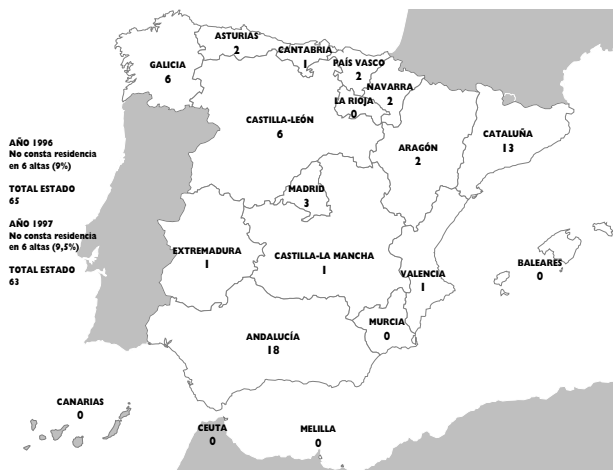 ASTURIAS
2
CANTABRIA
1
PAÍS VASCO
2
GALICIA
6
NAVARRA
2
LA RIOJA
0
CASTILLA-LEÓN
6
CATALUÑA
13
ARAGÓN
2
AÑO 1996
No consta residencia
en 6 altas (9%)
TOTAL ESTADO
65
AÑO 1997
No consta residencia
en 6 altas (9,5%)
TOTAL ESTADO
63
MADRID
3
EXTREMADURA
1
CASTILLA-LA MANCHA
1
VALENCIA
1
BALEARES
0
MURCIA
0
ANDALUCÍA
18
CANARIAS
0
CEUTA
0
MELILLA
0